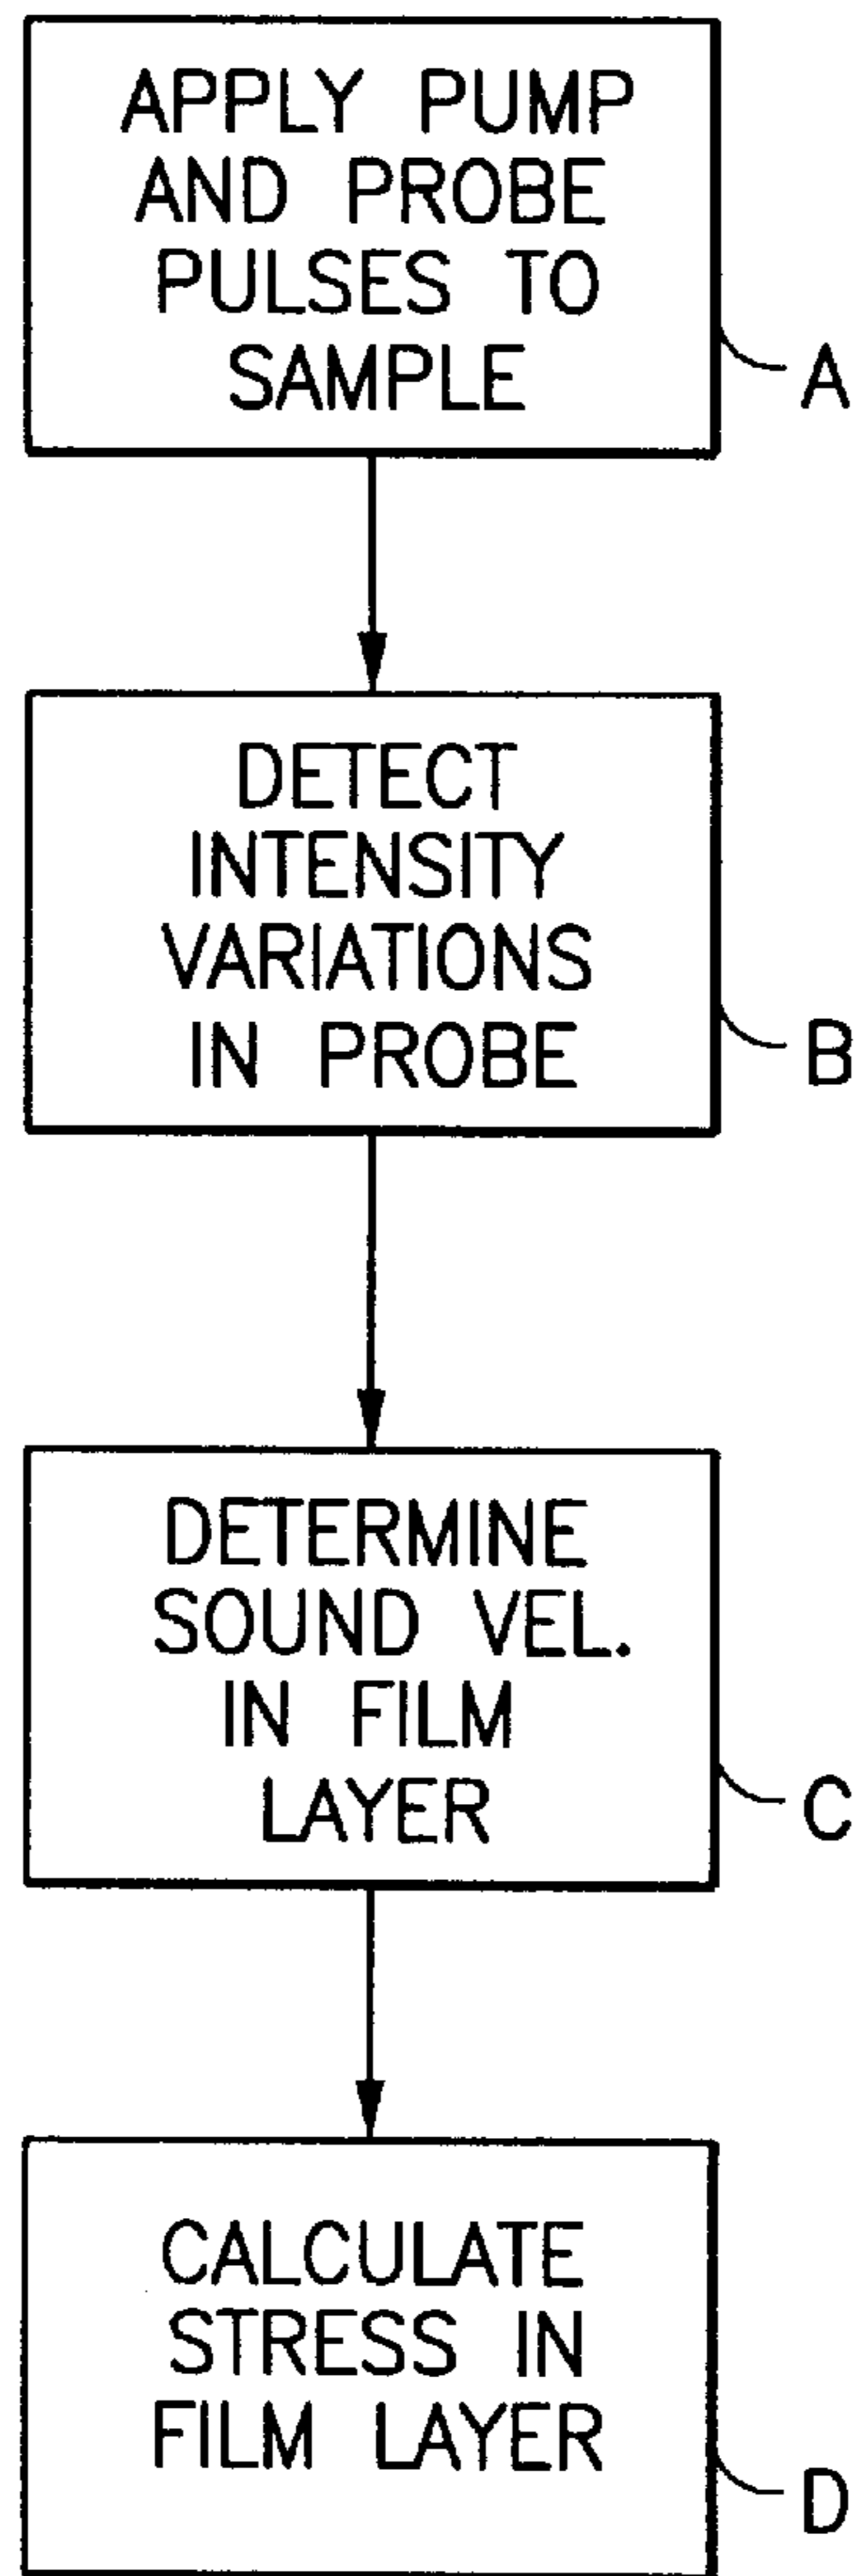 APPLY PUMP
AND PROBE
PULSES TO
SAMPLE
A
DETECT
INTENSITY
VARIATIONS
IN PROBE
B
DETERMINE
SOUND VEL.
IN FILM
LAYER
C
CALCULATE
STRESS IN
FILM LAYER
D